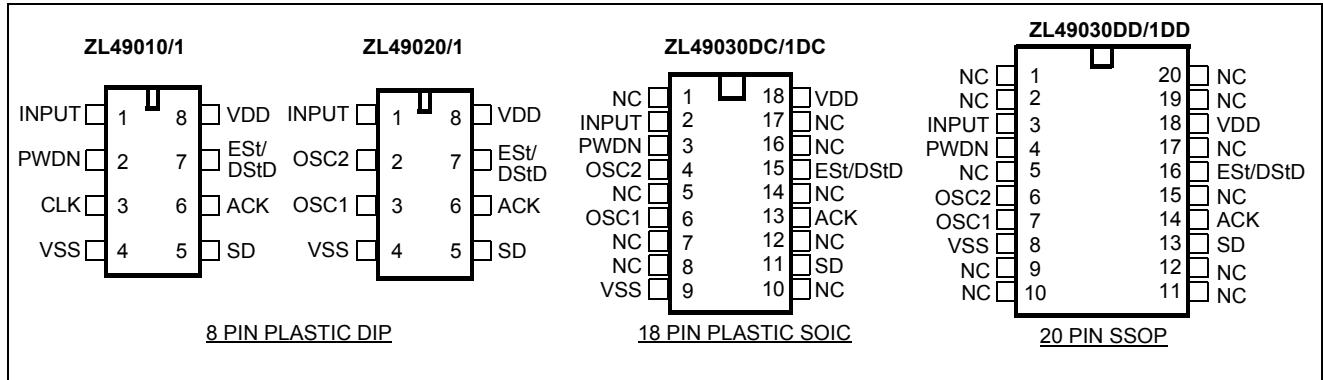 ZL49010/1
INPUT 1 8 VDD
PWDN 2 7 ESt/
DStD
CLK 3 6 ACK
VSS 4 5 SD
ZL49020/1
INPUT 1 8 VDD
OSC2 2 7 ESt/
DStD
OSC1 3 6 ACK
VSS 4 5 SD
8 PIN PLASTIC DIP
ZL49030DC/1DC
NC 1 18 VDD
INPUT 2 17 NC
PWDN 3 16 NC
OSC2 4 15 ESt/DStD
NC 5 14 NC
OSC1 6 13 ACK
NC 7 12 NC
NC 8 11 SD
VSS 9 10 NC
18 PIN PLASTIC SOIC
ZL49030DD/1DD
NC 1 20 NC
NC 2 19 NC
INPUT 3 18 VDD
PWDN 4 17 NC
NC 5 16 ESt/DStD
OSC2 6 15 NC
OSC1 7 14 ACK
VSS 8 13 SD
NC 9 12 NC
NC 10 11 NC
20 PIN SSOP